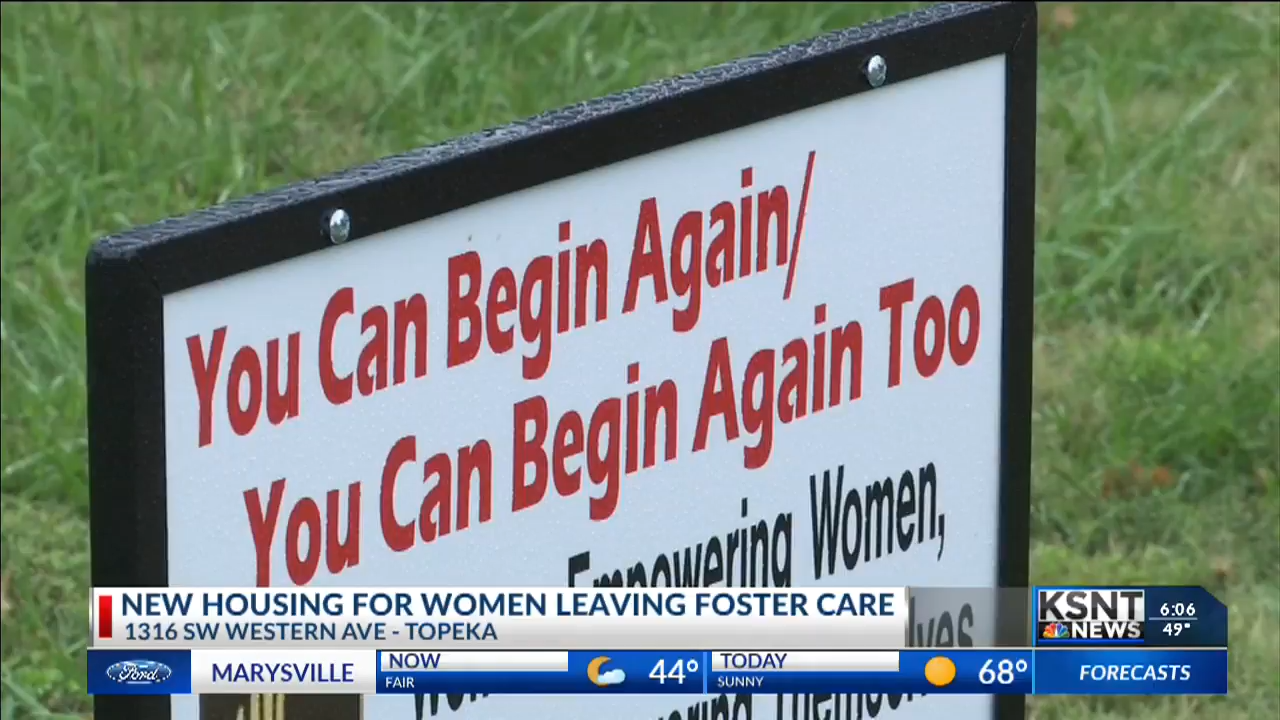 You Can Begin Again/
You Can Begin Again Too
Empowering Women,
NEW HOUSING FOR WOMEN LEAVING FOSTER CARE
1316 SW WESTERN AVE - TOPEKA
KSNT
NEWS
6:06
49°
Ford
MARYSVILLE
NOW
FAIR
44°
TODAY
SUNNY
68°
FORECASTS